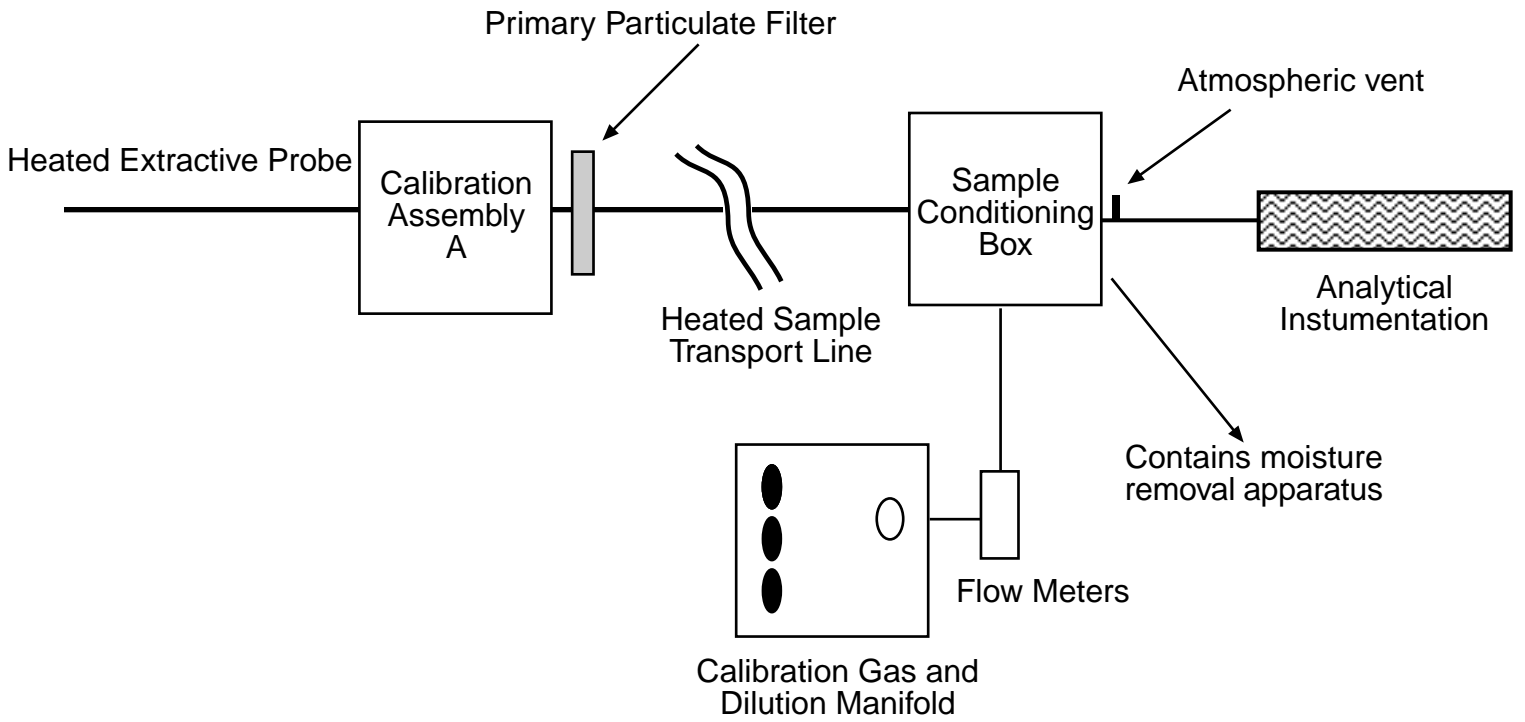 Primary Particulate Filter
Atmospheric vent
Heated Extractive Probe
Calibration
Assembly
A
Sample
Conditioning
Box
Heated Sample
Transport Line
Analytical
Instumentation
Contains moisture
removal apparatus
Flow Meters
Calibration Gas and
Dilution Manifold